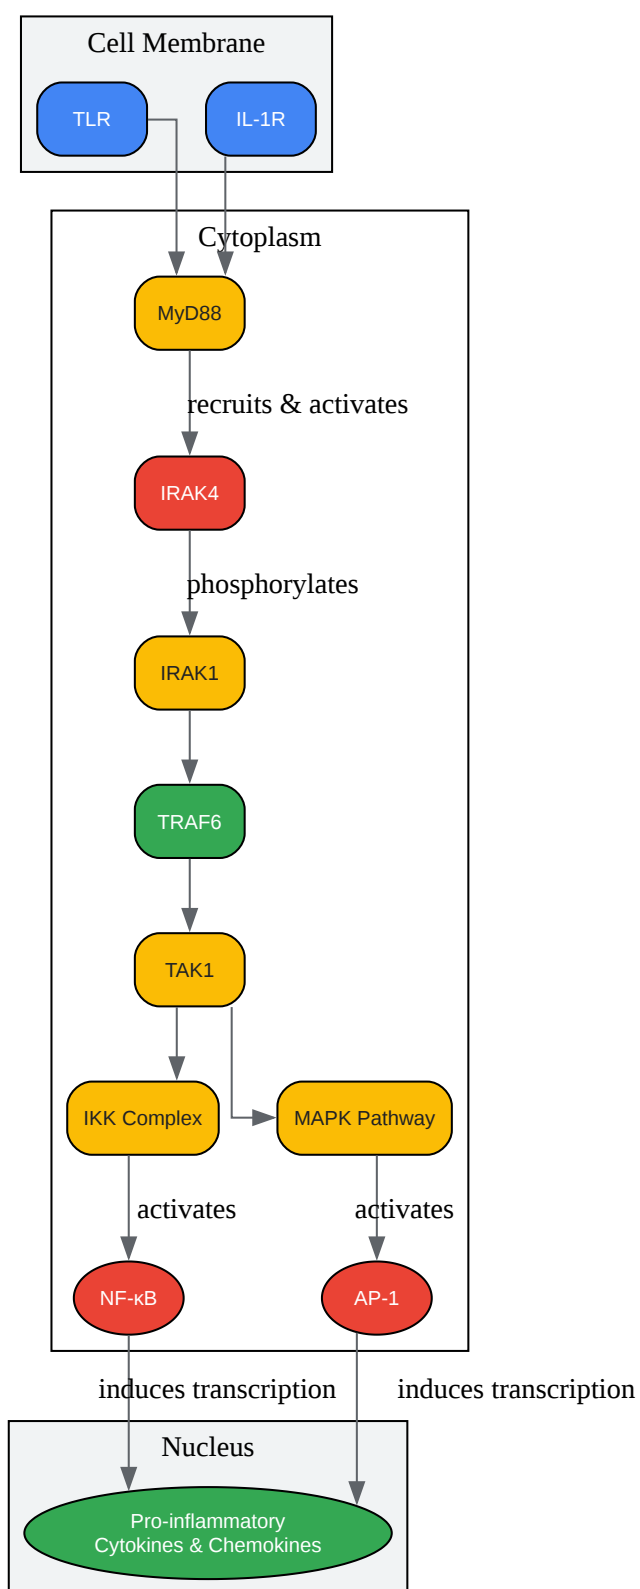 Cell Membrane
TLR
IL-1R
Cytoplasm
MyD88
recruits & activates
IRAK4
phosphorylates
IRAK1
TRAF6
TAK1
IKK Complex
MAPK Pathway
activates
activates
NF-κB
AP-1
induces transcription
induces transcription
Nucleus
Pro-inflammatory
Cytokines & Chemokines